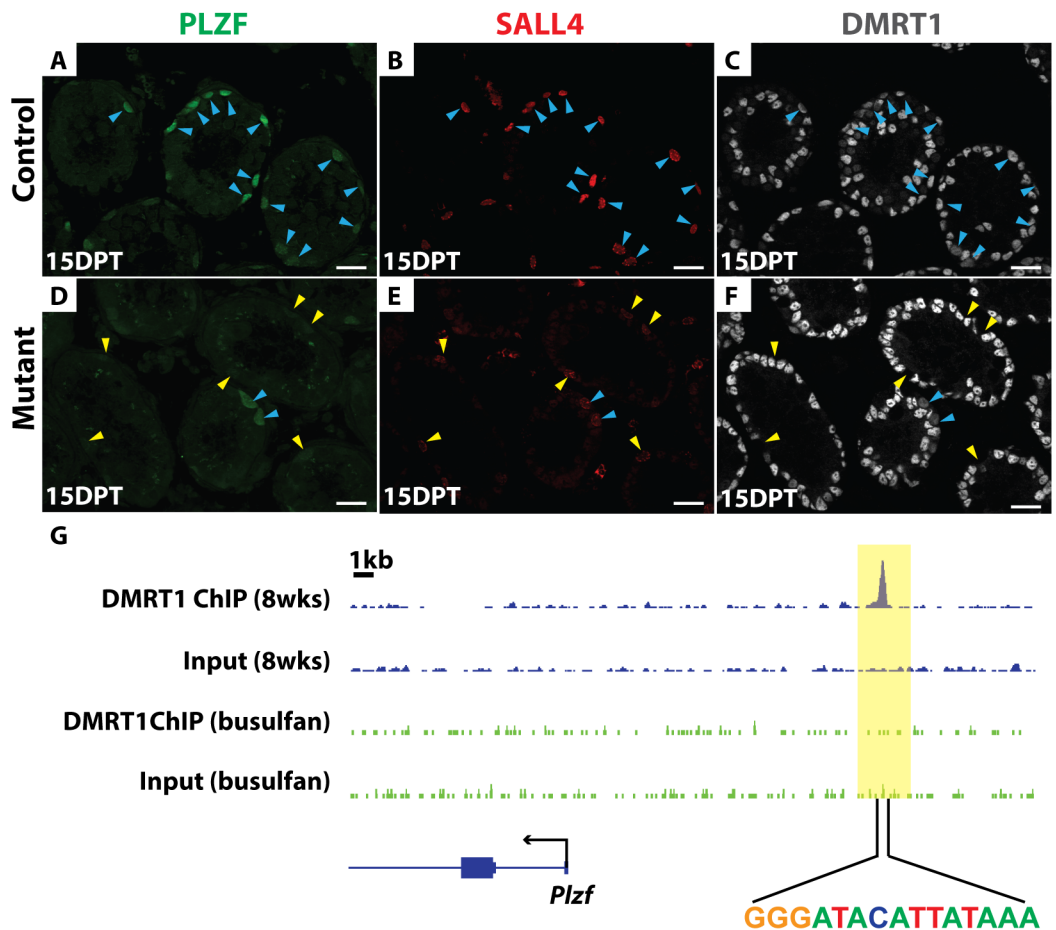 PLZF SALL4 DMRT1
Control
A B C
15DPT 15DPT 15DPT
Mutant
D E F
15DPT 15DPT 15DPT
G
1kb
DMRT1 ChIP (8wks)
Input (8wks)
DMRT1ChIP (busulfan)
Input (busulfan)
Plzf
GGGATACATTATAAA